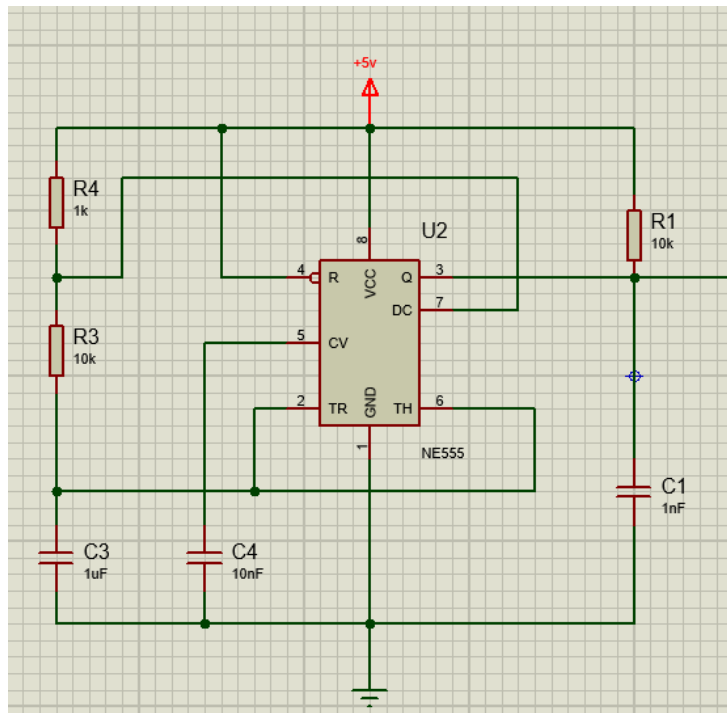 +5v
R4
1k
R1
10k
U2
8
VCC
4
R
Q
3
DC
7
5
CV
R3
10k
2
TR
GND
TH
6
1
NE555
C1
1nF
C3
1uF
C4
10nF